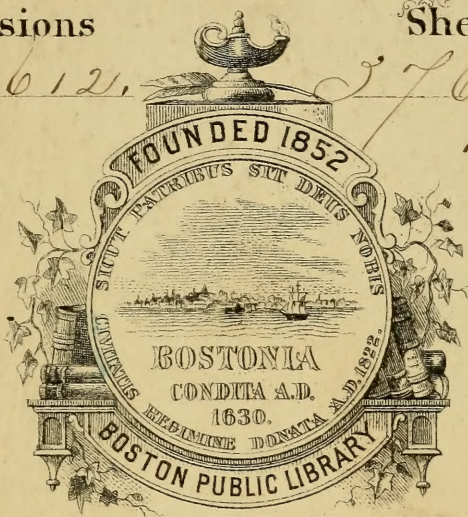 sions She
612. 376
FOUNDED 1852
SICUT PATRIBUS SIT DEUS NOBIS
BOSTONIA
CONDITA A.D.
1630.
CIVITATIS REGIMINE DONATA A.D. 1822.
BOSTON PUBLIC LIBRARY